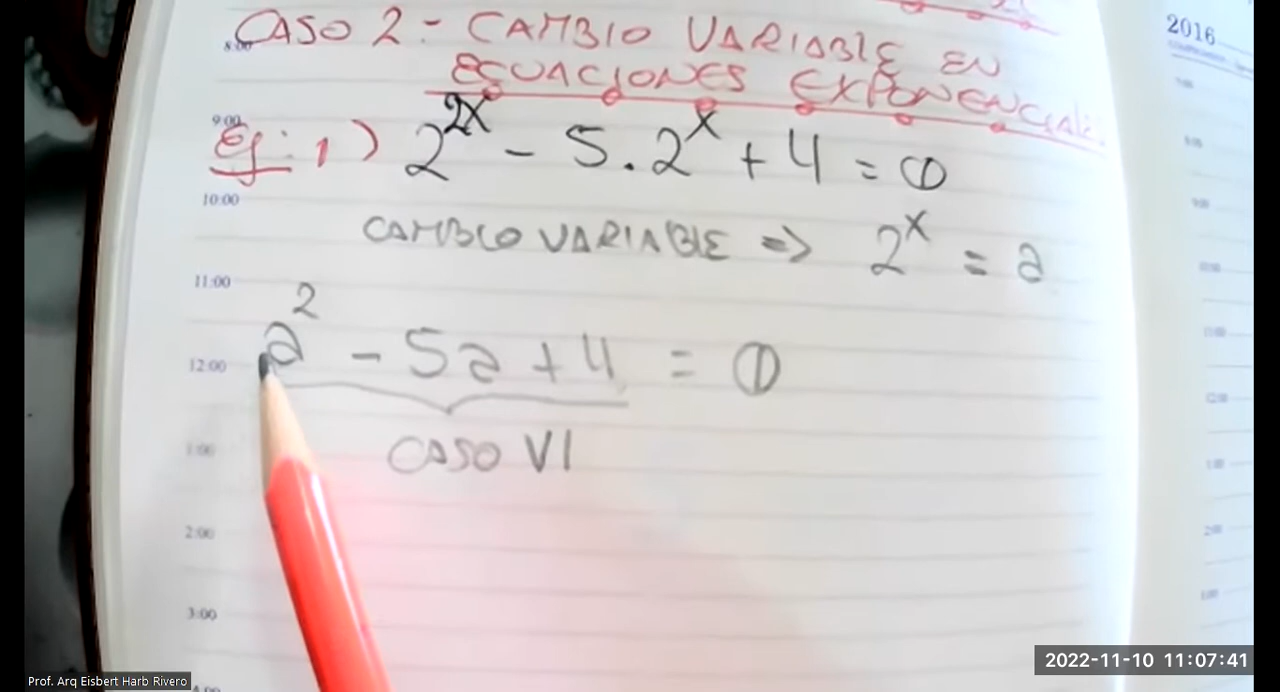 CASO 2 - CAMBIO VARIABLE EN
ECUACIONES EXPONENCIALES
2016
8:00
9:00
Ej: 1) 2^{2x} - 5.2^x + 4 = 0
10:00
CAMBIO VARIABLE => 2^x = a
11:00
12:00
a^2 - 5a + 4 = 0
1:00
CASO VI
2:00
3:00
4:00
2022-11-10 11:07:41
Prof. Arq Eisbert Harb Rivero